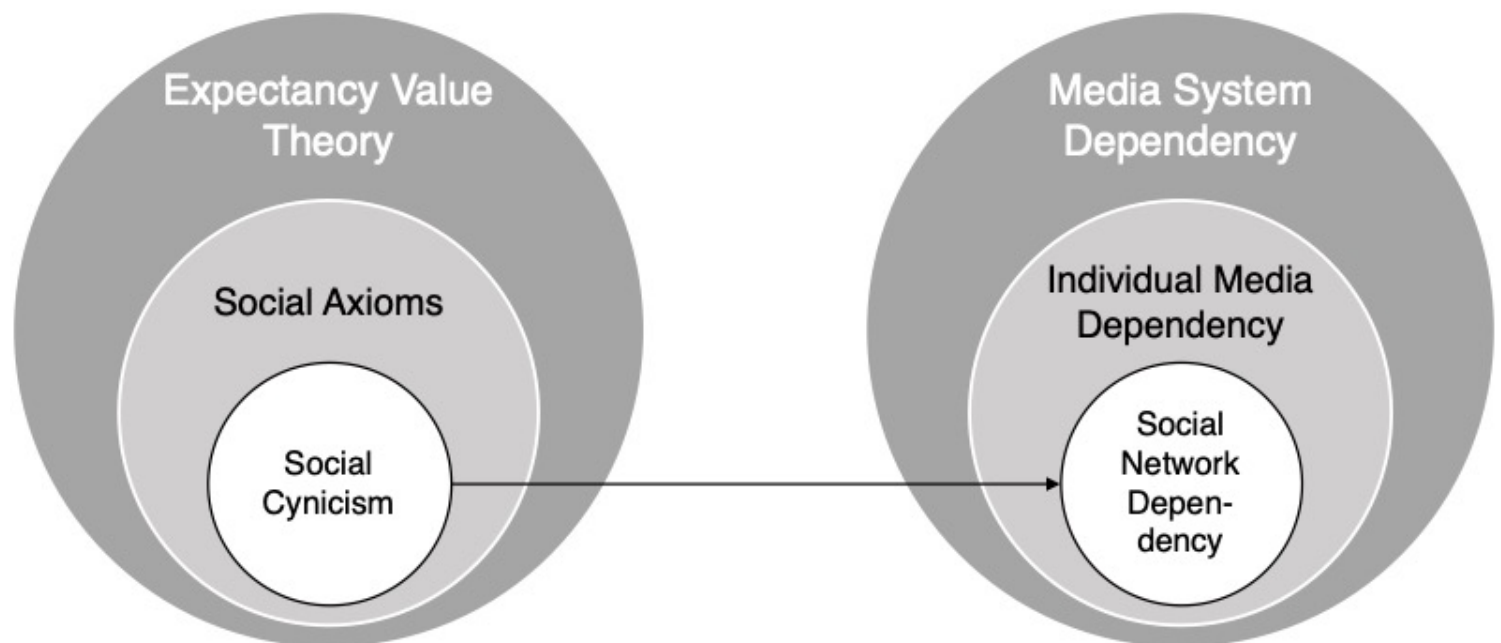 Expectancy Value
Theory
Social Axioms
Social
Cynicism
Media System
Dependency
Individual Media
Dependency
Social
Network
Depen-
dency